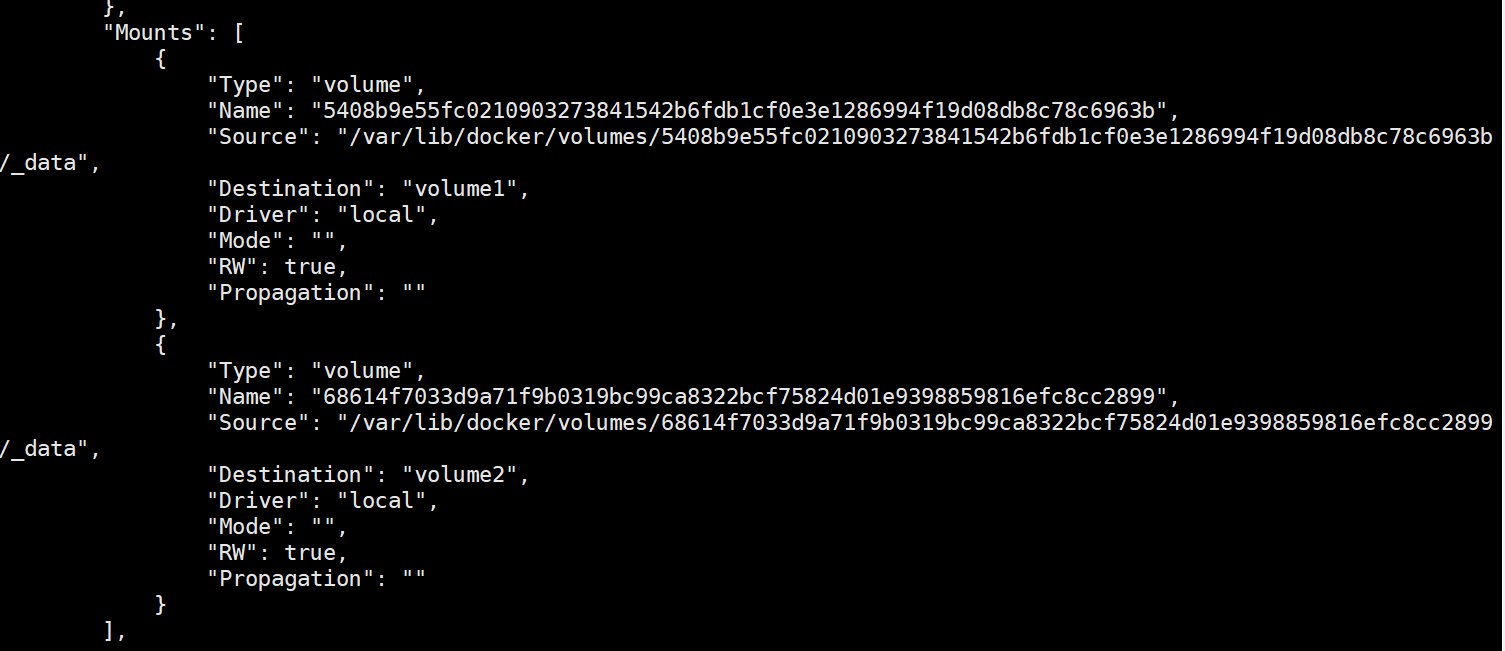 },
"Mounts": [
{
"Type": "volume",
"Name": "5408b9e55fc0210903273841542b6fdb1cf0e3e1286994f19d08db8c78c6963b",
"Source": "/var/lib/docker/volumes/5408b9e55fc0210903273841542b6fdb1cf0e3e1286994f19d08db8c78c6963b
/_data",
"Destination": "volume1",
"Driver": "local",
"Mode": "",
"RW": true,
"Propagation": ""
},
{
"Type": "volume",
"Name": "68614f7033d9a71f9b0319bc99ca8322bcf75824d01e9398859816efc8cc2899",
"Source": "/var/lib/docker/volumes/68614f7033d9a71f9b0319bc99ca8322bcf75824d01e9398859816efc8cc2899
/_data",
"Destination": "volume2",
"Driver": "local",
"Mode": "",
"RW": true,
"Propagation": ""
}
],